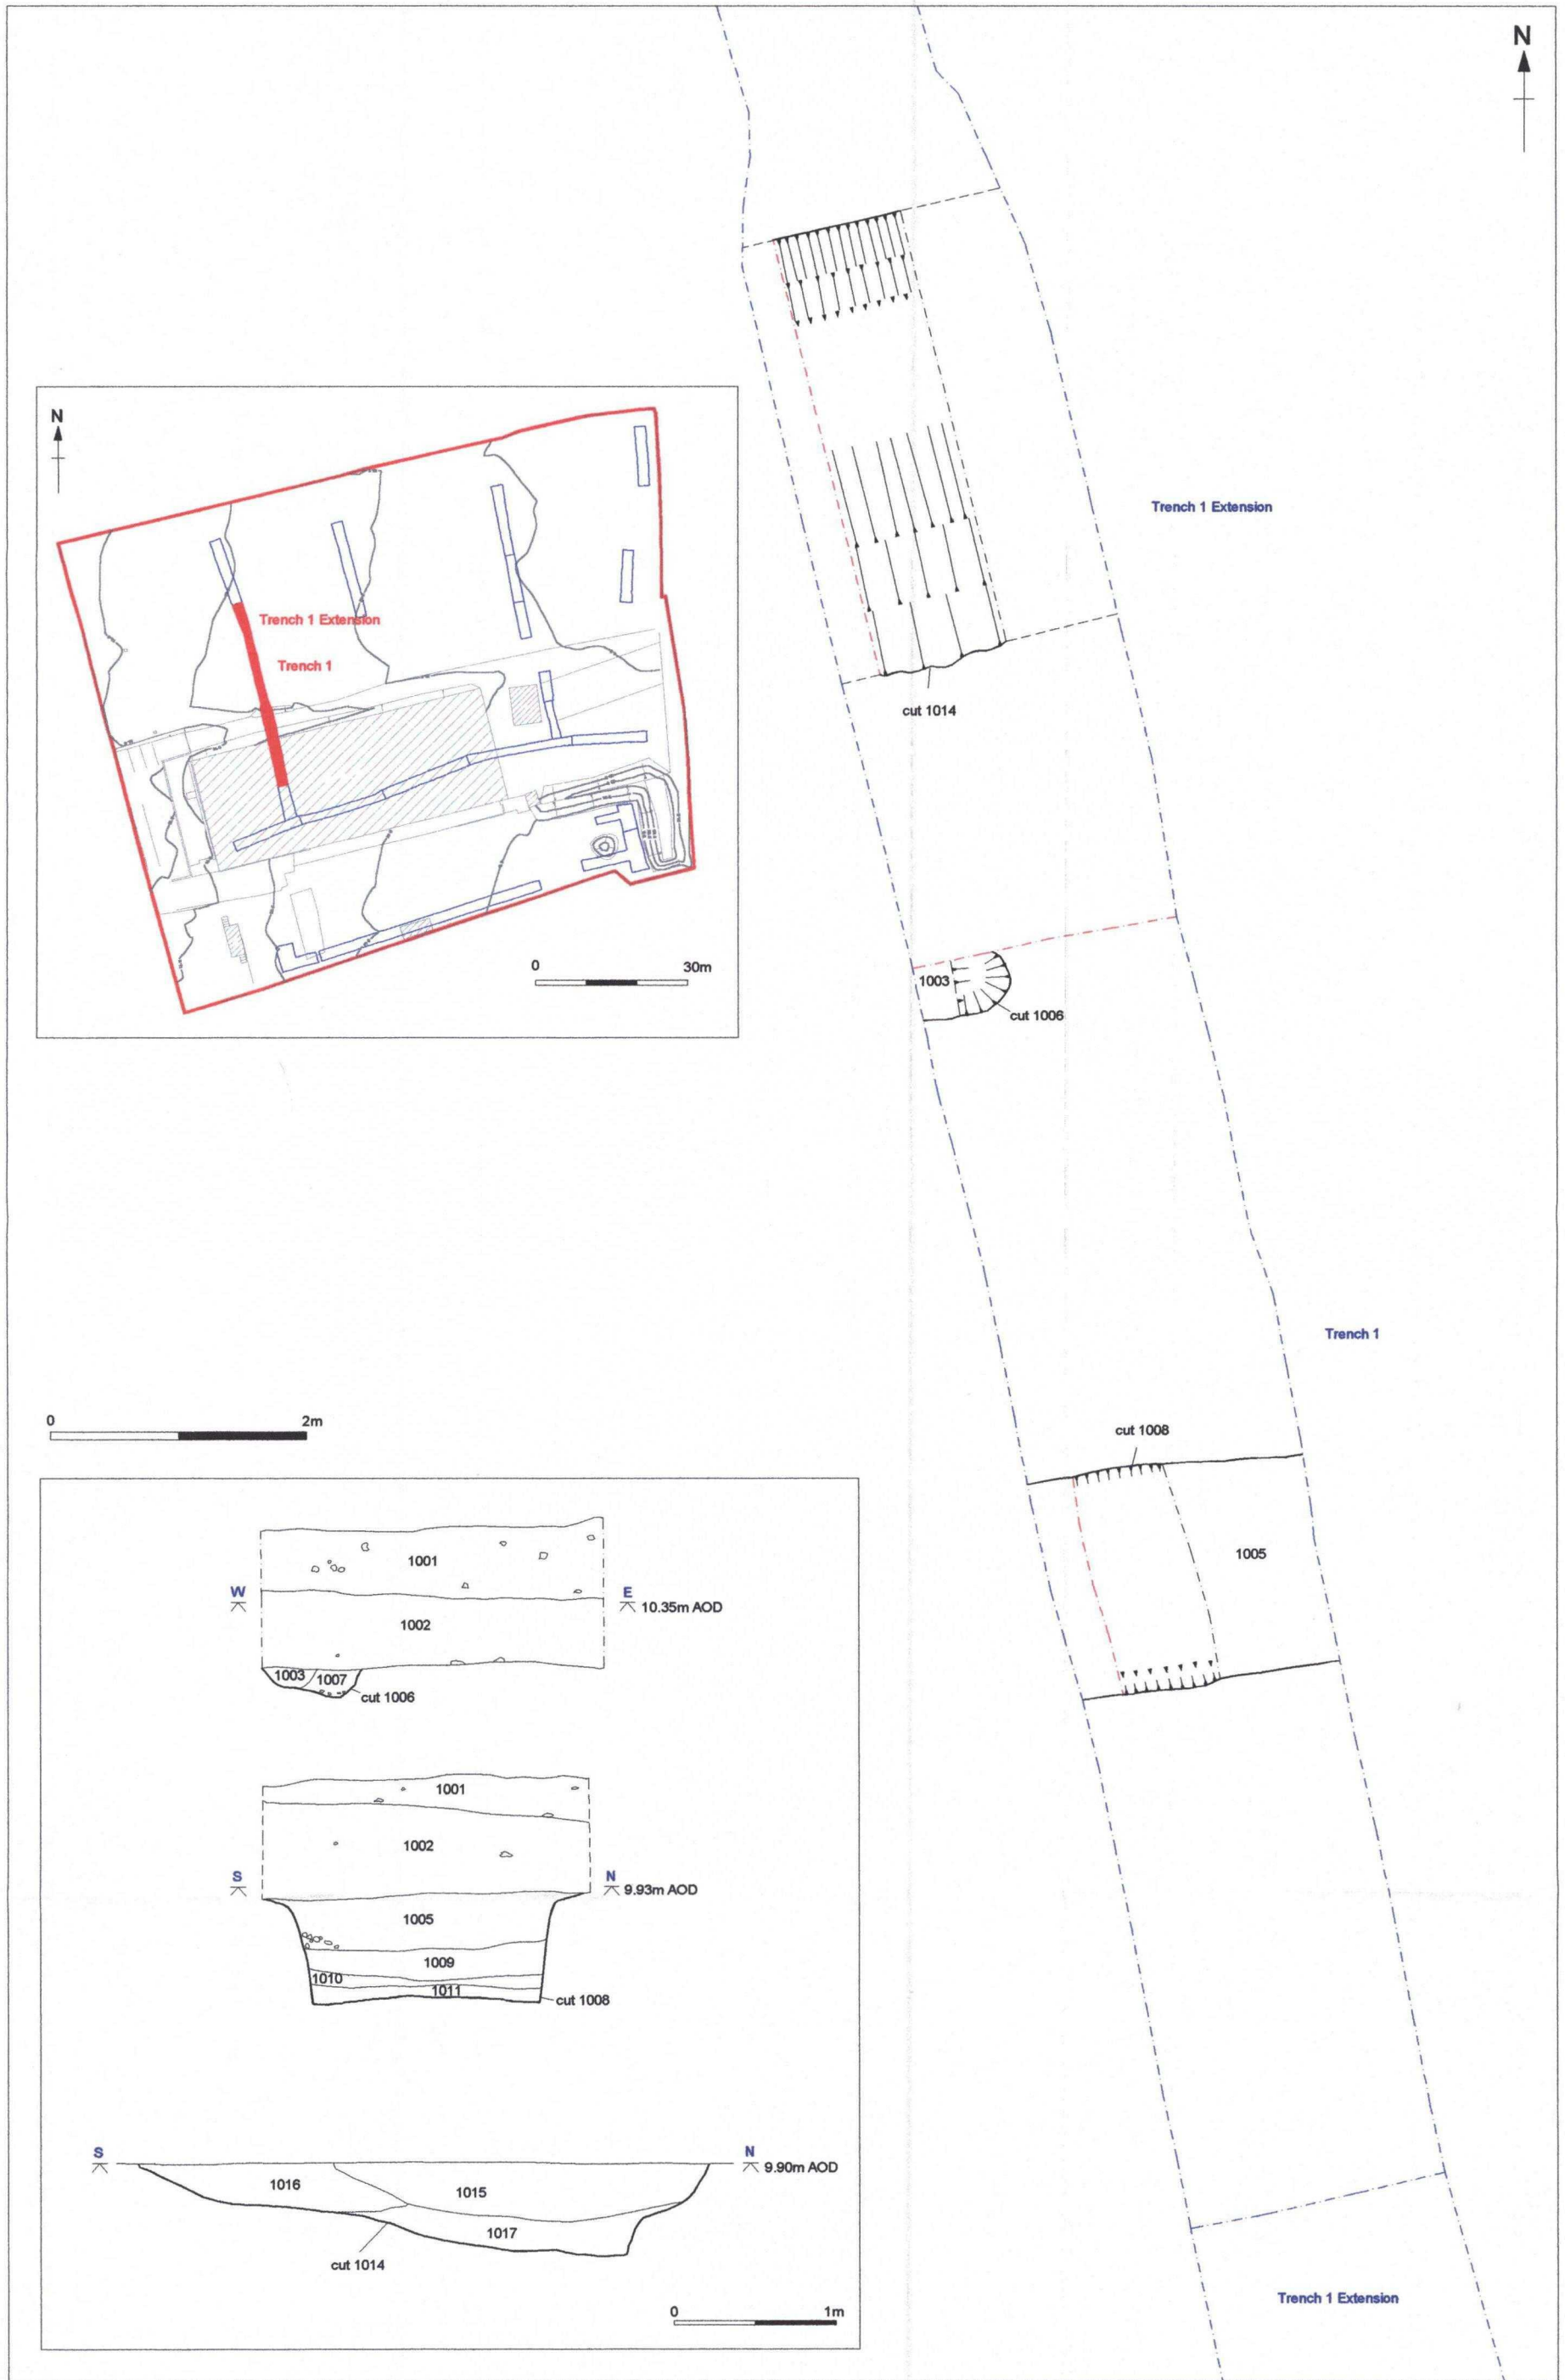 N
Trench 1 Extension
cut 1014
N
Trench 1 Extension
Trench 1
0 30m
1003
cut 1006
Trench 1
0 2m
cut 1008
1005
1001
W E
10.35m AOD
1002
1003 1007
cut 1006
1001
1002
S N
9.93m AOD
1005
1009
1010
1011
cut 1008
S N
9.90m AOD
1016 1015
1017
cut 1014
0 1m
Trench 1 Extension